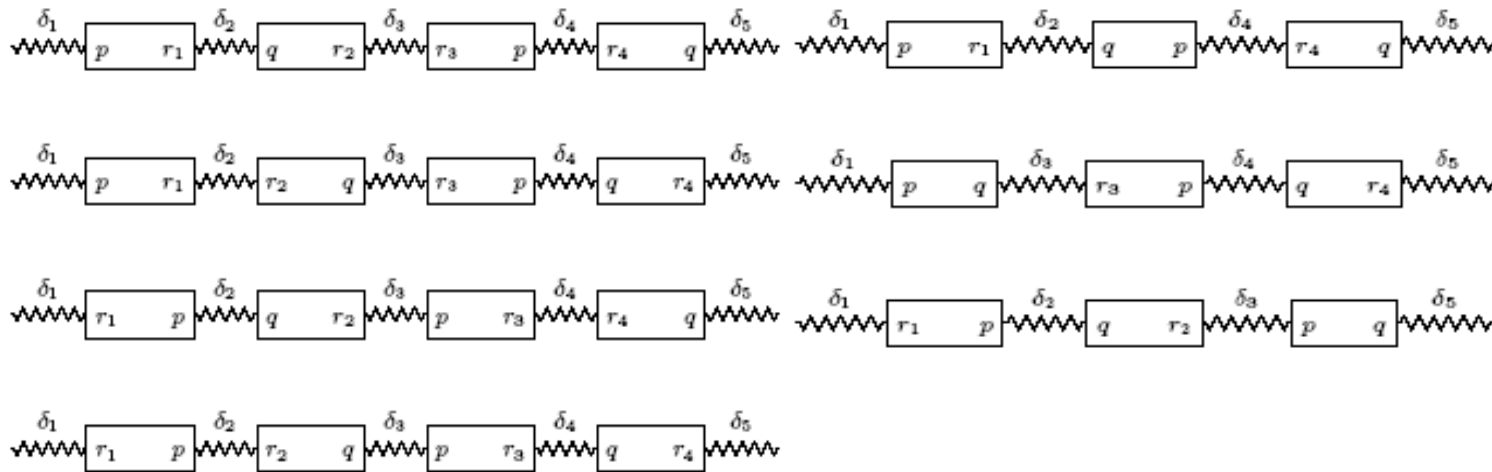 δ₁ δ₂ δ₃ δ₄ δ₅
p r₁ q r₂ r₃ p r₄ q
δ₁ δ₂ δ₄ δ₅
p r₁ q p r₄ q
δ₁ δ₂ δ₃ δ₄ δ₅
p r₁ r₂ q r₃ p q r₄
δ₁ δ₃ δ₄ δ₅
p q r₃ p q r₄
δ₁ δ₂ δ₃ δ₄ δ₅
r₁ p q r₂ p r₃ r₄ q
δ₁ δ₂ δ₃ δ₅
r₁ p q r₂ p q
δ₁ δ₂ δ₃ δ₄ δ₅
r₁ p r₂ q p r₃ q r₄